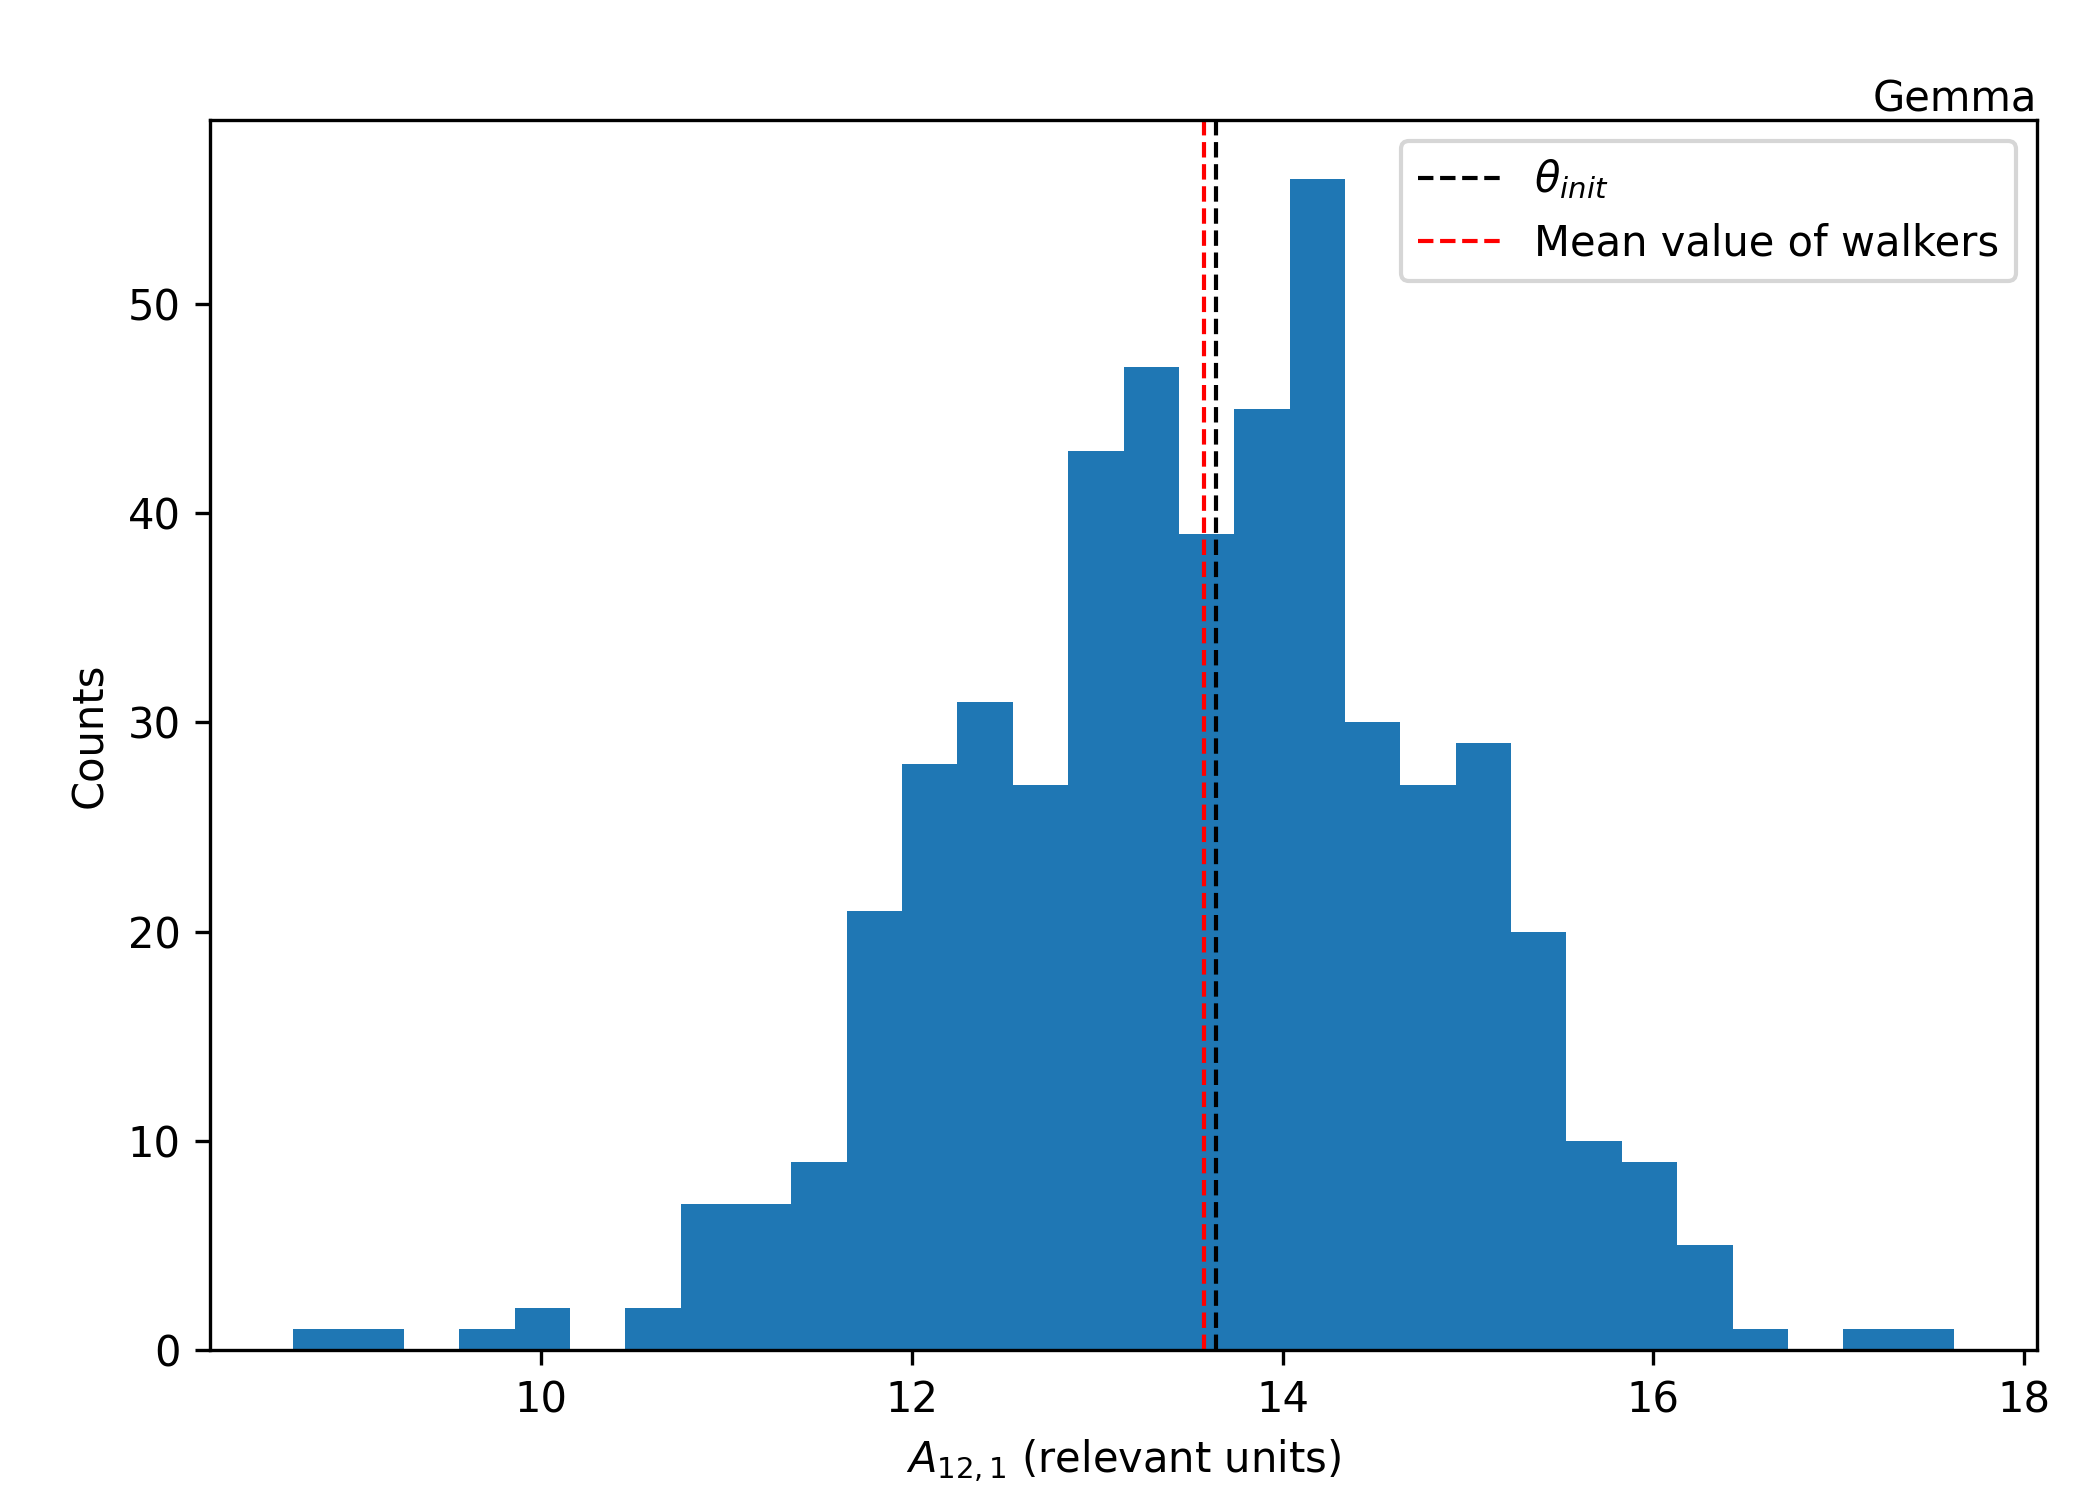 Gemma
θinit
Mean value of walkers
50
40
30
20
10
0
Counts
10 12 14 16 18
A12, 1 (relevant units)